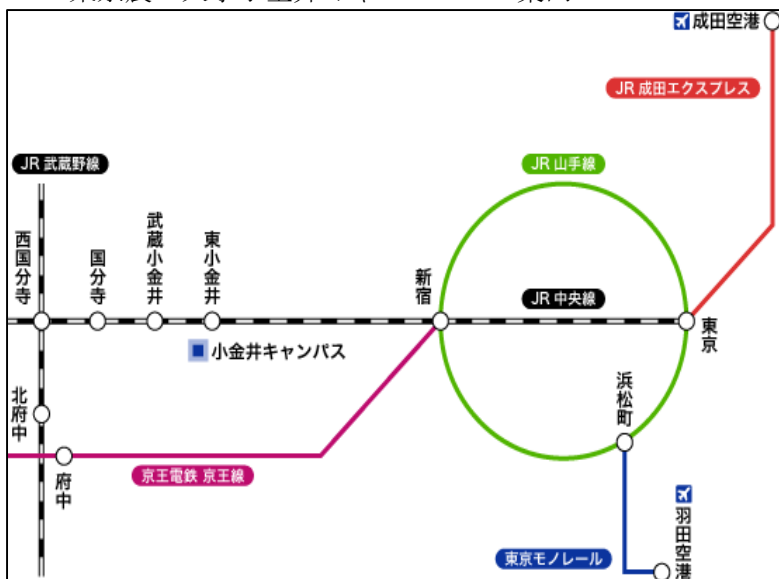 成田空港
JR 成田エクスプレス
JR 武蔵野線
JR 山手線
西国分寺
国分寺
武蔵小金井
東小金井
新宿
JR 中央線
東京
小金井キャンパス
浜松町
北府中
府中
京王電鉄 京王線
東京モノレール
羽田空港